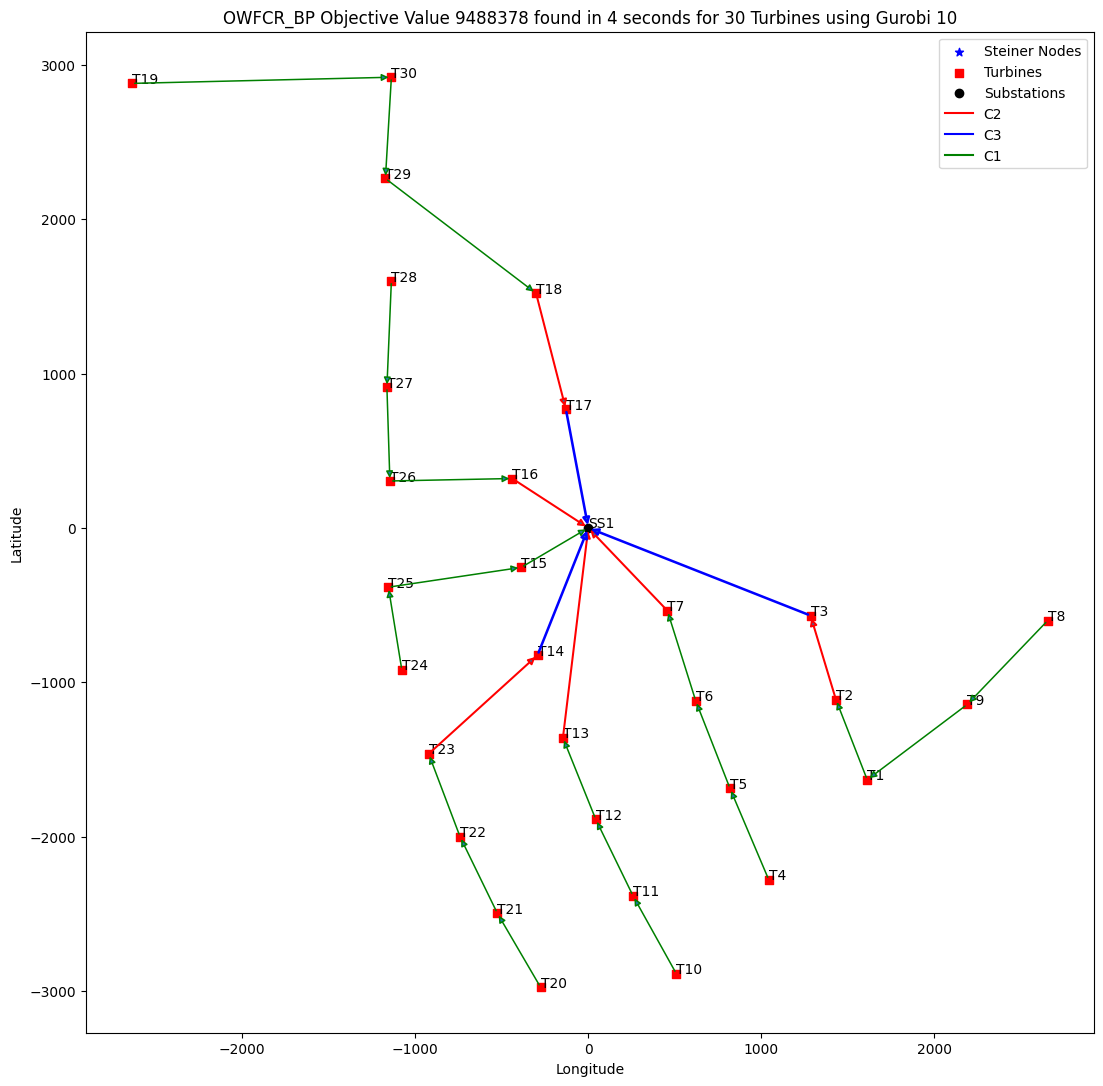 OWFCR_BP Objective Value 9488378 found in 4 seconds for 30 Turbines using Gurobi 10
Steiner Nodes
Turbines
Substations
C2
C3
C1
3000
2000
1000
0
−1000
−2000
−3000
Latitude
T19
T30
T29
T28
T18
T27
T17
T26
T16
SS1
T15
T25
T7
T3
T8
T14
T24
T6
T2
T9
T13
T23
T1
T5
T12
T22
T4
T11
T21
T10
T20
−2000
−1000
0
1000
2000
Longitude